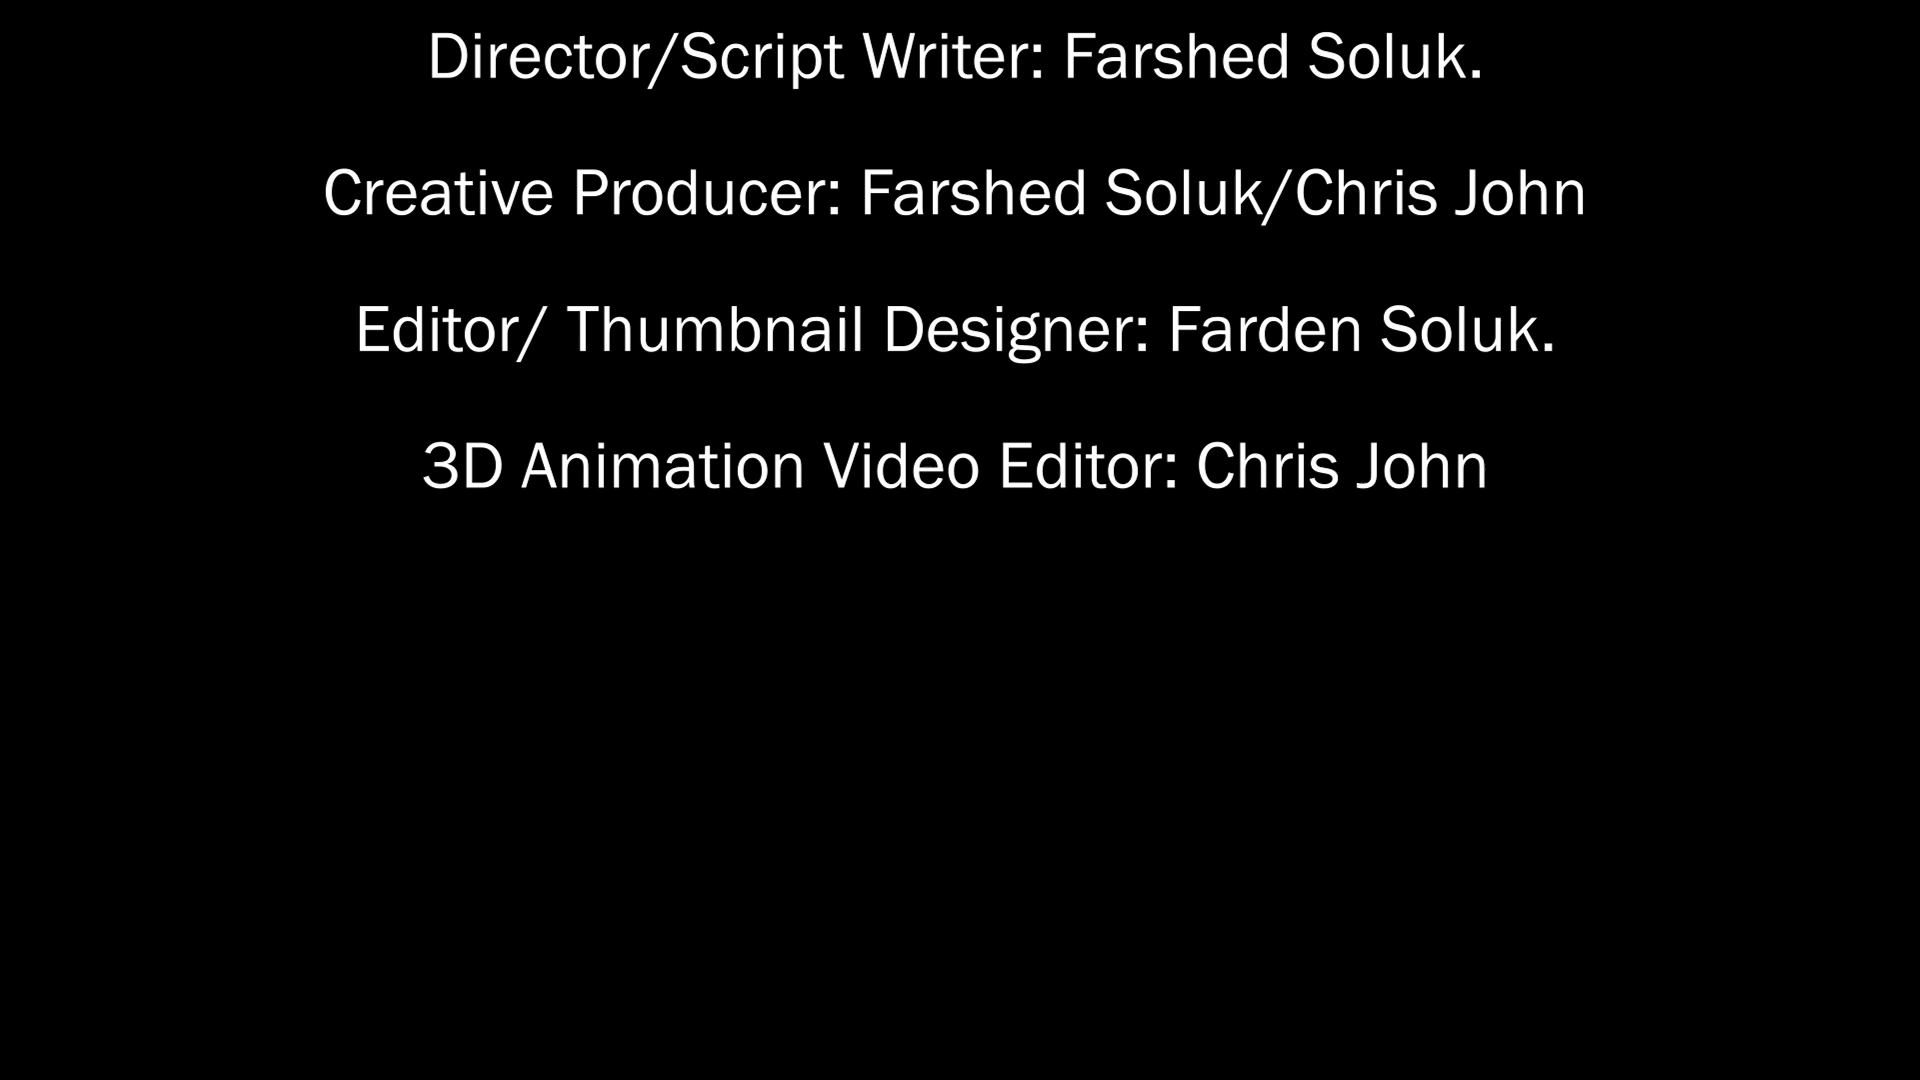 Director/Script Writer: Farshed Soluk.
Creative Producer: Farshed Soluk/Chris John
Editor/ Thumbnail Designer: Farden Soluk.
3D Animation Video Editor: Chris John